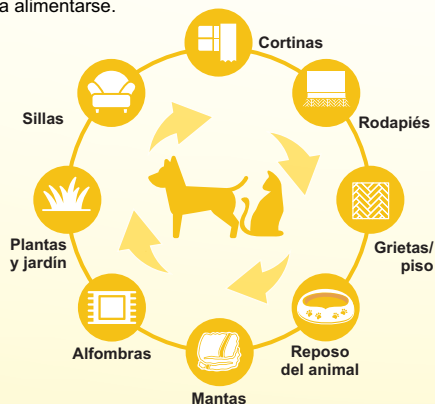 a alimentarse.
Cortinas
Rodapiés
Grietas/
piso
Reposo
del animal
Mantas
Alfombras
Plantas
y jardín
Sillas